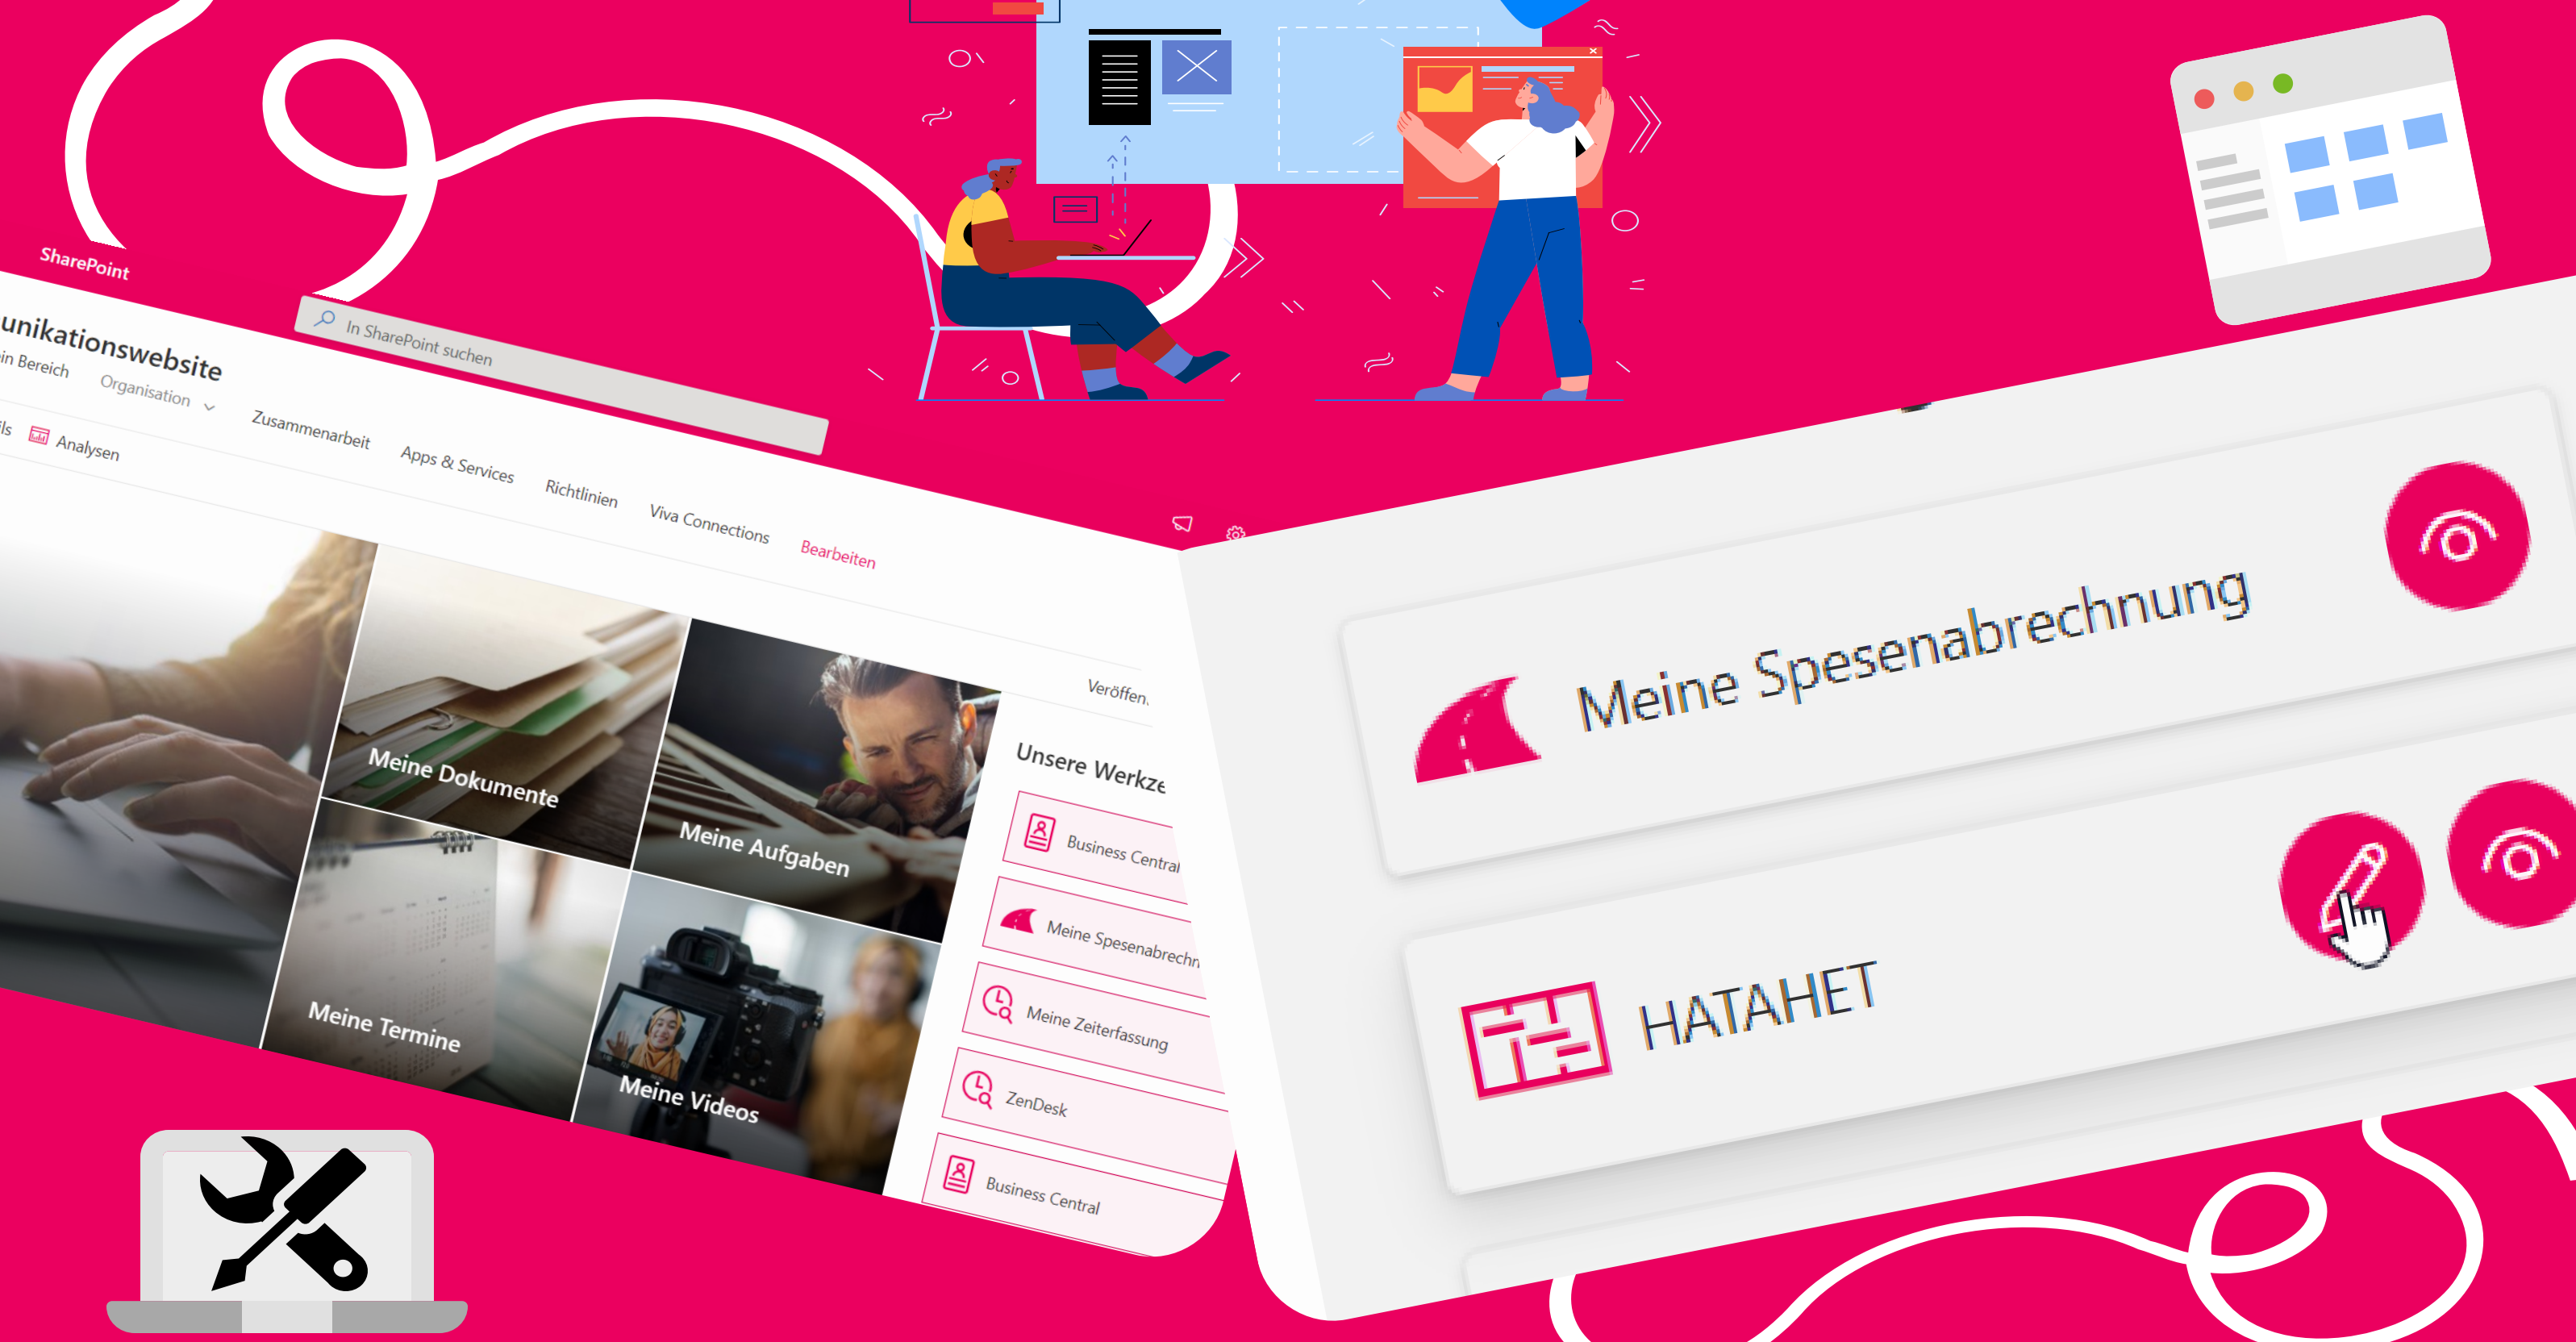 SharePoint
In SharePoint suchen
unikationswebsite
in Bereich
Organisation
Zusammenarbeit
Apps & Services
Richtlinien
Viva Connections
Bearbeiten
ls
Analysen
Veröffen
Meine Dokumente
Meine Aufgaben
Meine Termine
Meine Videos
Unsere Werkze
Business Central
Meine Spesenabrechn
Meine Zeiterfassung
ZenDesk
Business Central
Meine Spesenabrechnung
HATAHET